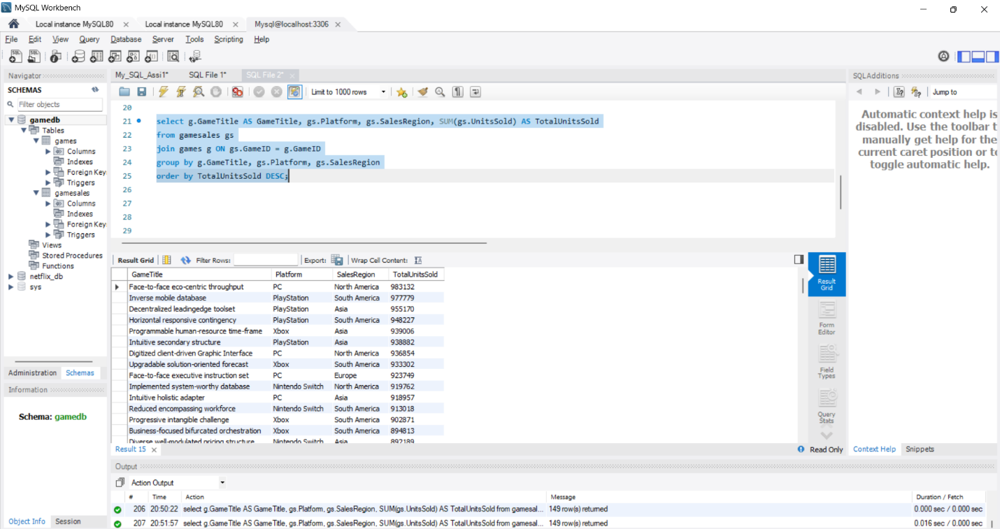 MySQL Workbench
Local instance MySQL80 × Local instance MySQL80 × Mysql@localhost:3306 ×
File Edit View Query Database Server Tools Scripting Help
Navigator
SCHEMAS
Filter objects
gamedb
Tables
games
Columns
Indexes
Foreign Key
Triggers
gamesales
Columns
Indexes
Foreign Key
Triggers
Views
Stored Procedures
Functions
netflix_db
sys
Administration Schemas
Information
Schema: gamedb
Object Info Session
My_SQL_Assi1* SQL File 1* SQL File 2* ×
Limit to 1000 rows
20
21 select g.GameTitle AS GameTitle, gs.Platform, gs.SalesRegion, SUM(gs.UnitsSold) AS TotalUnitsSold
22 from gamesales gs
23 join games g ON gs.GameID = g.GameID
24 group by g.GameTitle, gs.Platform, gs.SalesRegion
25 order by TotalUnitsSold DESC;
26
27
28
29
Result Grid Filter Rows: Export: Wrap Cell Content:
GameTitle Platform SalesRegion TotalUnitsSold
Face-to-face eco-centric throughput PC North America 983132
Inverse mobile database PlayStation South America 977779
Decentralized leadingedge toolset PlayStation Asia 955170
Horizontal responsive contingency PlayStation South America 948227
Programmable human-resource time-frame Xbox Asia 939006
Intuitive secondary structure PlayStation Asia 938882
Digitized client-driven Graphic Interface PC North America 936854
Upgradable solution-oriented forecast Xbox South America 933302
Face-to-face executive instruction set PC Europe 923749
Implemented system-worthy database Nintendo Switch North America 919762
Intuitive holistic adapter PC Asia 918957
Reduced encompassing workforce Nintendo Switch South America 913018
Progressive intangible challenge Xbox South America 902871
Business-focused bifurcated orchestration Xbox South America 894813
Diverse well-modulated pricing structure Nintendo Switch Asia 892189
Result
Grid
Form
Editor
Field
Types
Query
Stats
Result 15 × Read Only
SQLAdditions
Jump to
Automatic context help is
disabled. Use the toolbar t
manually get help for the
current caret position or to
toggle automatic help.
Context Help Snippets
Output
Action Output
# Time Action Message Duration / Fetch
206 20:50:22 select g.GameTitle AS GameTitle, gs.Platform, gs.SalesRegion, SUM(gs.UnitsSold) AS TotalUnitsSold from gamesal... 149 row(s) returned 0.000 sec / 0.000 sec
207 20:51:57 select g.GameTitle AS GameTitle, gs.Platform, gs.SalesRegion, SUM(gs.UnitsSold) AS TotalUnitsSold from gamesal... 149 row(s) returned 0.016 sec / 0.000 sec